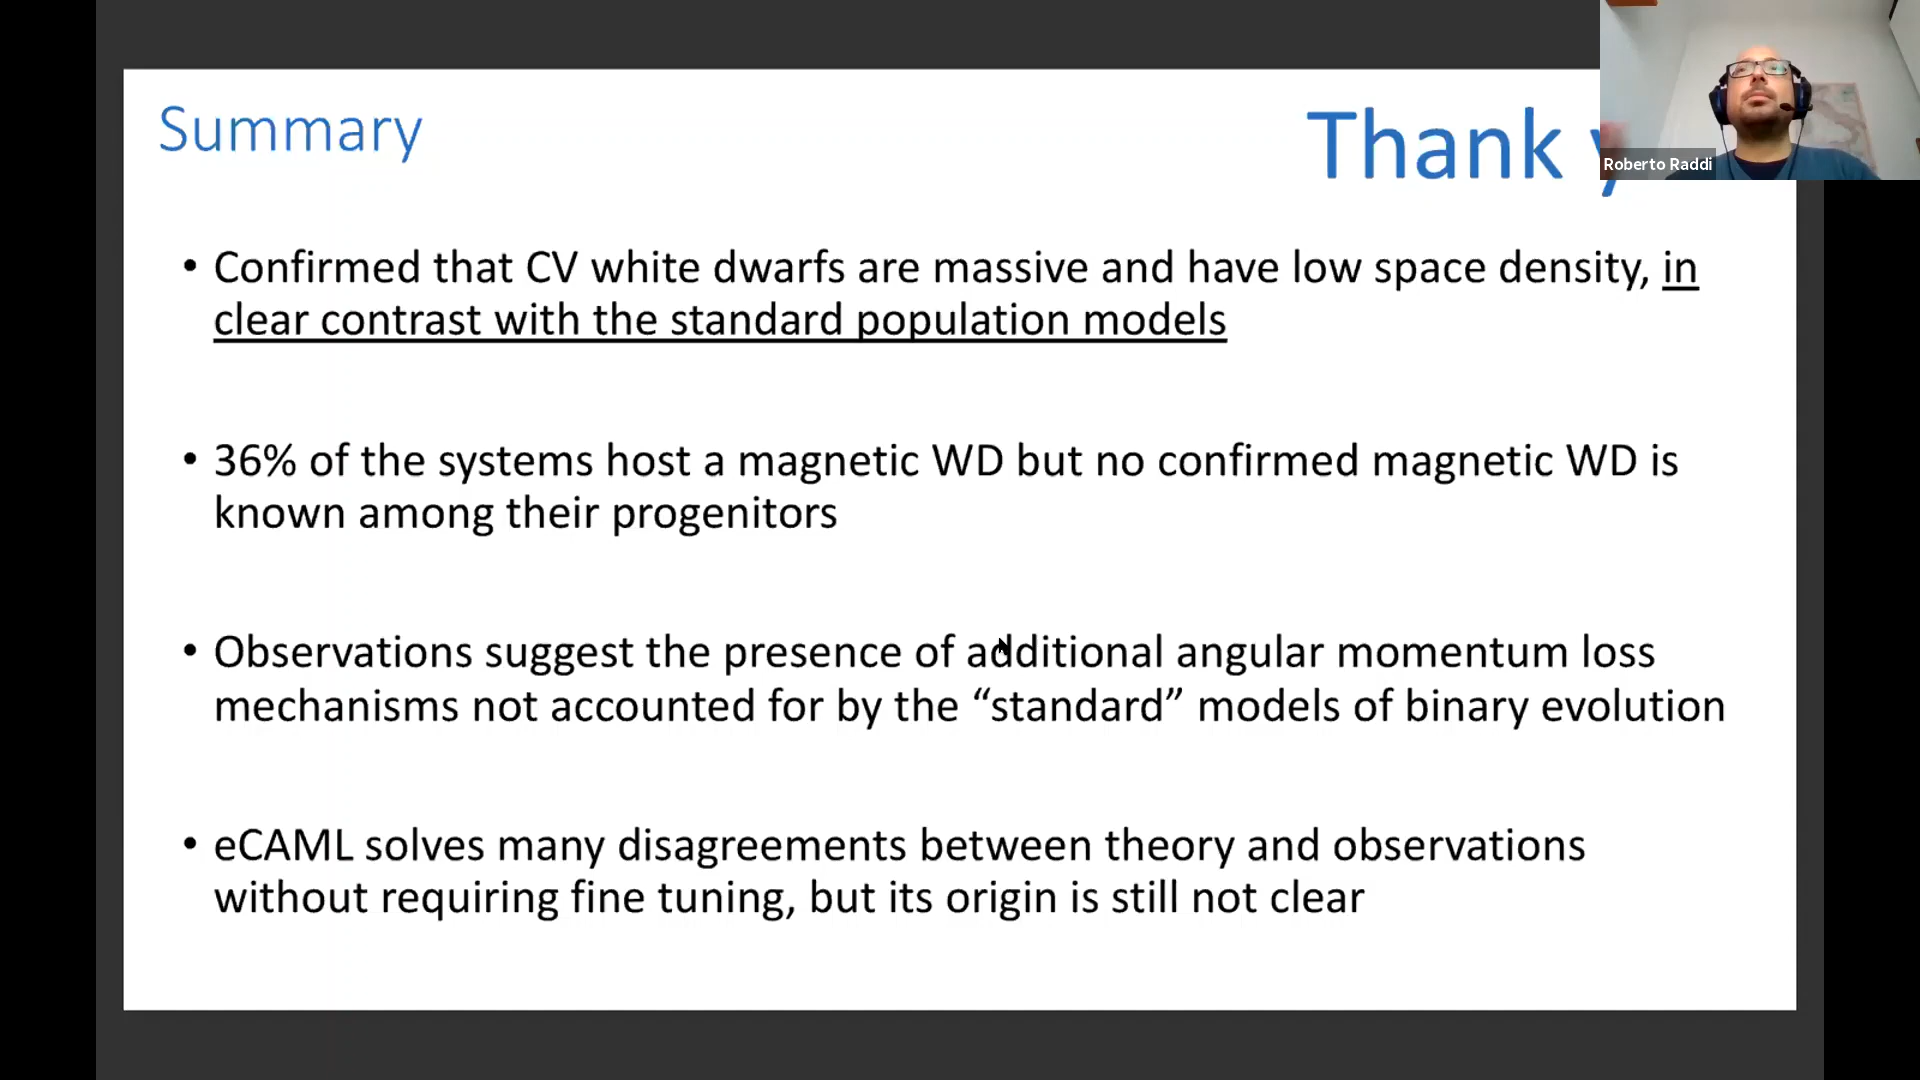 Summary
Thank y
Roberto Raddi
• Confirmed that CV white dwarfs are massive and have low space density, in
clear contrast with the standard population models
• 36% of the systems host a magnetic WD but no confirmed magnetic WD is
known among their progenitors
• Observations suggest the presence of additional angular momentum loss
mechanisms not accounted for by the “standard” models of binary evolution
• eCAML solves many disagreements between theory and observations
without requiring fine tuning, but its origin is still not clear